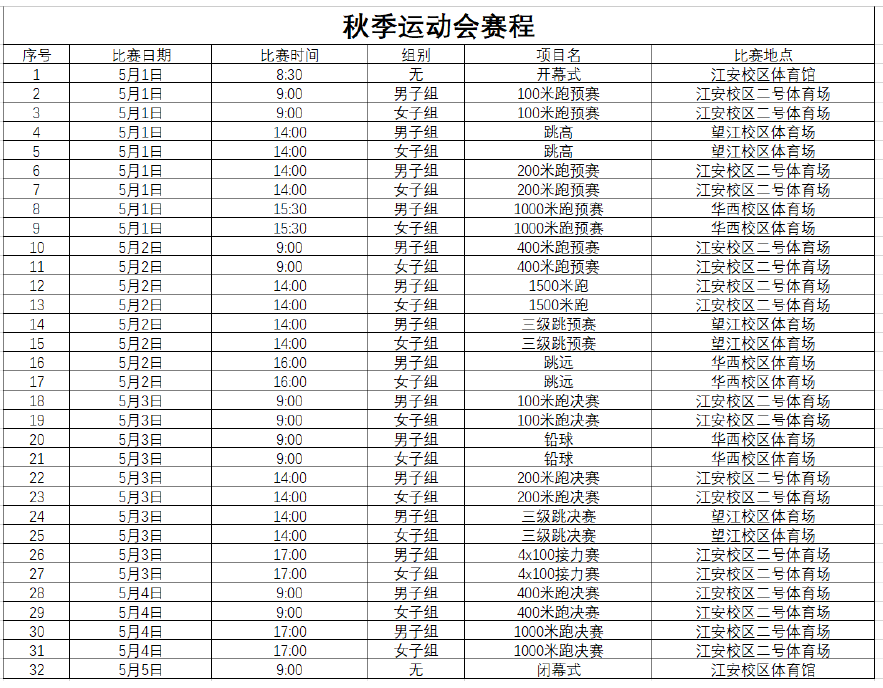 秋季运动会赛程
序号 比赛日期 比赛时间 组别 项目名 比赛地点
1 5月1日 8:30 无 开幕式 江安校区体育馆
2 5月1日 9:00 男子组 100米跑预赛 江安校区二号体育场
3 5月1日 9:00 女子组 100米跑预赛 江安校区二号体育场
4 5月1日 14:00 男子组 跳高 望江校区体育场
5 5月1日 14:00 女子组 跳高 望江校区体育场
6 5月1日 14:00 男子组 200米跑预赛 江安校区二号体育场
7 5月1日 14:00 女子组 200米跑预赛 江安校区二号体育场
8 5月1日 15:30 男子组 1000米跑预赛 华西校区体育场
9 5月1日 15:30 女子组 1000米跑预赛 华西校区体育场
10 5月2日 9:00 男子组 400米跑预赛 江安校区二号体育场
11 5月2日 9:00 女子组 400米跑预赛 江安校区二号体育场
12 5月2日 14:00 男子组 1500米跑 江安校区二号体育场
13 5月2日 14:00 女子组 1500米跑 江安校区二号体育场
14 5月2日 14:00 男子组 三级跳预赛 望江校区体育场
15 5月2日 14:00 女子组 三级跳预赛 望江校区体育场
16 5月2日 16:00 男子组 跳远 华西校区体育场
17 5月2日 16:00 女子组 跳远 华西校区体育场
18 5月3日 9:00 男子组 100米跑决赛 江安校区二号体育场
19 5月3日 9:00 女子组 100米跑决赛 江安校区二号体育场
20 5月3日 9:00 男子组 铅球 华西校区体育场
21 5月3日 9:00 女子组 铅球 华西校区体育场
22 5月3日 14:00 男子组 200米跑决赛 江安校区二号体育场
23 5月3日 14:00 女子组 200米跑决赛 江安校区二号体育场
24 5月3日 14:00 男子组 三级跳决赛 望江校区体育场
25 5月3日 14:00 女子组 三级跳决赛 望江校区体育场
26 5月3日 17:00 男子组 4x100接力赛 江安校区二号体育场
27 5月3日 17:00 女子组 4x100接力赛 江安校区二号体育场
28 5月4日 9:00 男子组 400米跑决赛 江安校区二号体育场
29 5月4日 9:00 女子组 400米跑决赛 江安校区二号体育场
30 5月4日 17:00 男子组 1000米跑决赛 江安校区二号体育场
31 5月4日 17:00 女子组 1000米跑决赛 江安校区二号体育场
32 5月5日 9:00 无 闭幕式 江安校区体育馆